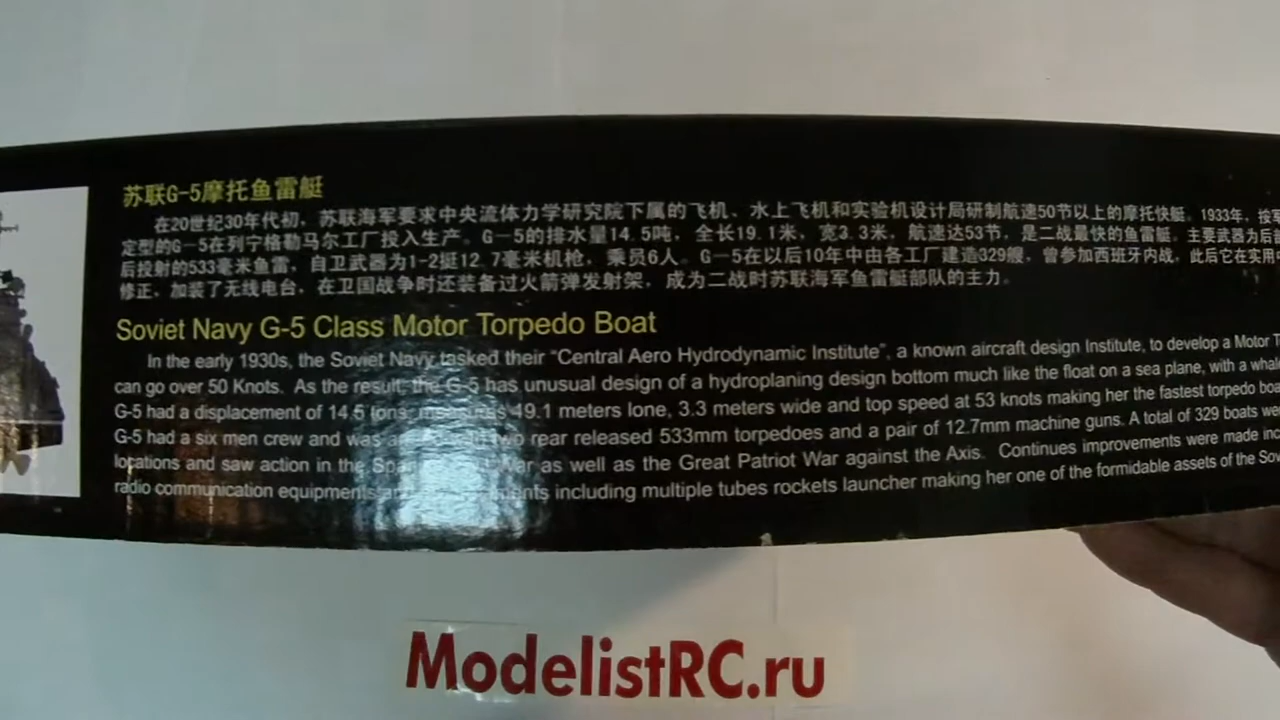 苏联G-5摩托鱼雷艇
在20世纪30年代初，苏联海军要求中央流体力学研究院下属的飞机、水上飞机和实验机设计局研制航速50节以上的摩托快艇。1933年，按
定型的G-5在列宁格勒马尔工厂投入生产。G-5的排水量14.5吨，全长19.1米，宽3.3米，航速达53节，是二战最快的鱼雷艇。主要武器为后
后投射的533毫米鱼雷，自卫武器为1-2挺12.7毫米机枪，乘员6人。G-5在以后10年中由各工厂建造329艘，曾参加西班牙内战，此后它在实用
修正，加装了无线电台，在卫国战争时还装备过火箭弹发射架，成为二战时苏联海军鱼雷艇部队的主力。
Soviet Navy G-5 Class Motor Torpedo Boat
In the early 1930s, the Soviet Navy tasked their "Central Aero Hydrodynamic Institute", a known aircraft design Institute, to develop a Motor
can go over 50 Knots. As the result, the G-5 has unusual design of a hydroplaning design bottom much like the float on a sea plane, with a
G-5 had a displacement of 14.5 tons, 49.1 meters lone, 3.3 meters wide and top speed at 53 knots making her the fastest torpedo
G-5 had a six men crew and was two rear released 533mm torpedoes and a pair of 12.7mm machine guns. A total of 329 boats
locations and saw action in the War as well as the Great Patriot War against the Axis. Continues improvements were made
radio communication equipments including multiple tubes rockets launcher making her one of the formidable assets of the
ModelistRC.ru